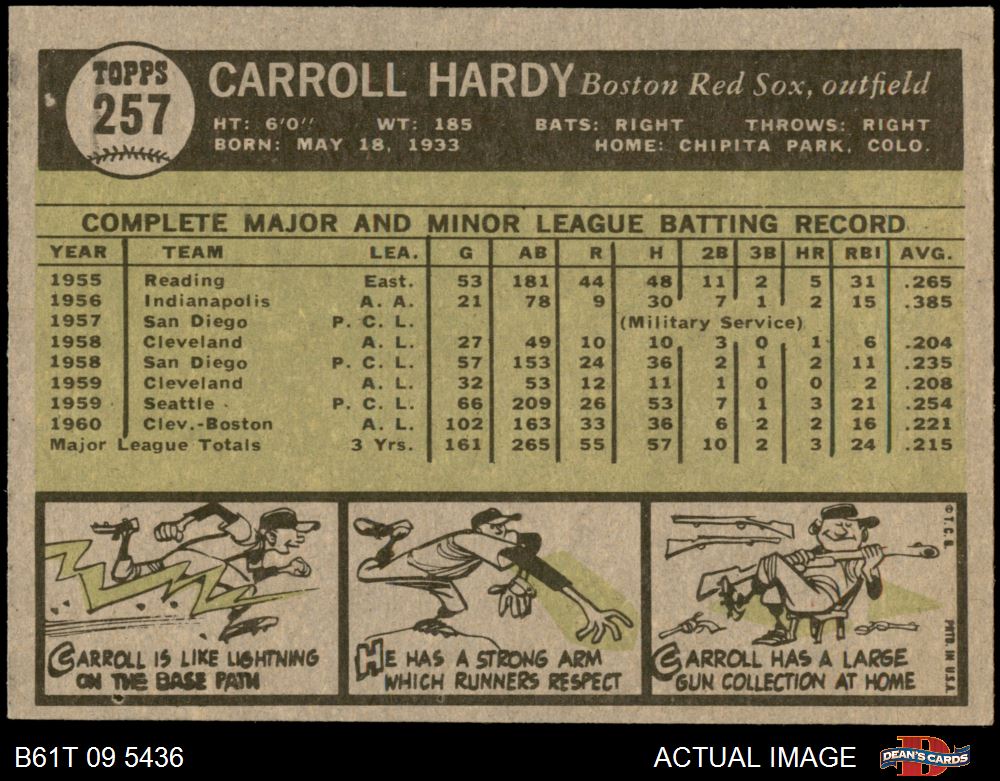 TOPPS
257
CARROLL HARDY Boston Red Sox, outfield
HT: 6'0" WT: 185 BATS: RIGHT THROWS: RIGHT
BORN: MAY 18, 1933 HOME: CHIPITA PARK, COLO.
COMPLETE MAJOR AND MINOR LEAGUE BATTING RECORD
YEAR TEAM LEA. G AB R H 2B 3B HR RBI AVG.
1955 Reading East. 53 181 44 48 11 2 5 31 .265
1956 Indianapolis A. A. 21 78 9 30 7 1 2 15 .385
1957 San Diego P. C. L. (Military Service)
1958 Cleveland A. L. 27 49 10 10 3 0 1 6 .204
1958 San Diego P. C. L. 57 153 24 36 2 1 2 11 .235
1959 Cleveland A. L. 32 53 12 11 1 0 0 2 .208
1959 Seattle P. C. L. 66 209 26 53 7 1 3 21 .254
1960 Clev.-Boston A. L. 102 163 33 36 6 2 2 16 .221
Major League Totals 3 Yrs. 161 265 55 57 10 2 3 24 .215
CARROLL IS LIKE LIGHTNING
ON THE BASE PATH
HE HAS A STRONG ARM
WHICH RUNNERS RESPECT
CARROLL HAS A LARGE
GUN COLLECTION AT HOME
© T. C. G.
PRTD. IN U.S.A.
B61T 09 5436
ACTUAL IMAGE
DEAN'S CARDS